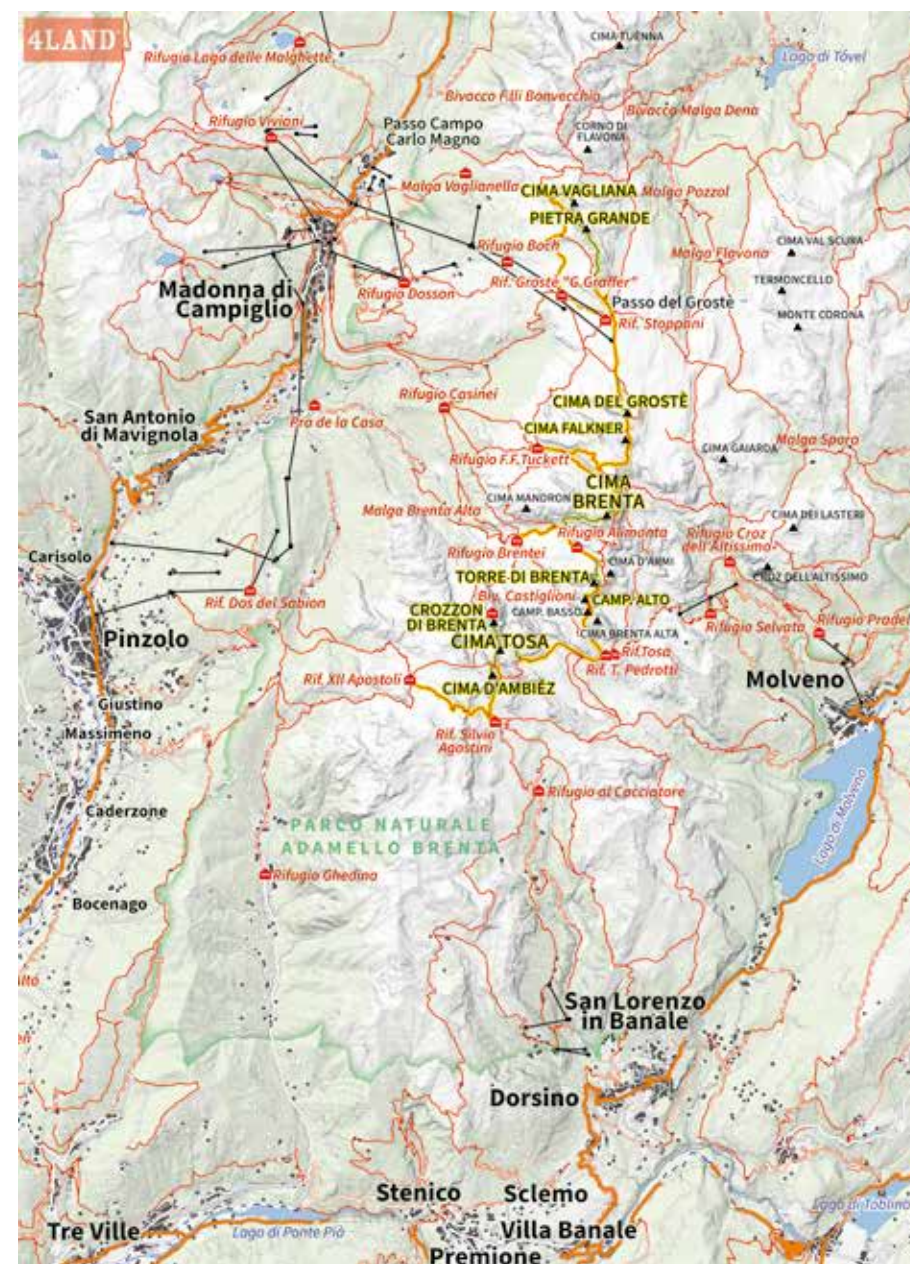 4LAND
CIMA TUENNA
Rifugio Lago delle Malghette
Lago di Tóvel
Bivacco F.lli Bonvecchio
Bivacco Malga Dena
Rifugio Viviani
Passo Campo
Carlo Magno
CORNO DI
FLAVONA
Malga Vaglianella
CIMA VAGLIANA
Malga Pozzol
PIETRA GRANDE
Rifugio Boch
Malga Flavona
CIMA VAL SCURA
Madonna di
Campiglio
Rifugio Dosson
Rif. Grostè "G.Graffer"
TERMONCELLO
Passo del Grostè
Rif. Stoppani
MONTE CORONA
Rifugio Casinei
CIMA DEL GROSTÈ
San Antonio
di Mavignola
Pra de la Casa
CIMA FALKNER
Rifugio F.F.Tuckett
CIMA GAIARDA
Malga Spora
CIMA
BRENTA
CIMA MANDRON
Malga Brenta Alta
CIMA DEI LASTERI
Rifugio Alimonta
Rifugio Croz
dell'Altissimo
Rifugio Brentei
Carisolo
CIMA D'ARMI
TORRE DI BRENTA
CROZ DELL'ALTISSIMO
Rif. Dos del Sabion
Biv. Castiglioni
CAMP. ALTO
CROZZON
DI BRENTA
CAMP. BASSO
Rifugio Selvata
Rifugio Pradel
CIMA BRENTA ALTA
Pinzolo
CIMA TOSA
Rif.Tosa
Rif. T. Pedrotti
Molveno
Rif. XII Apostoli
CIMA D'AMBIÉZ
Giustino
Massimeno
Rif. Silvio
Agostini
Rifugio al Cacciatore
Caderzone
Lago di Molveno
PARCO NATURALE
ADAMELLO BRENTA
Rifugio Ghedina
Bocenago
San Lorenzo
in Banale
Dorsino
Stenico
Sclemo
Lago di Toblino
Tre Ville
Lago di Ponte Pià
Villa Banale
Premione